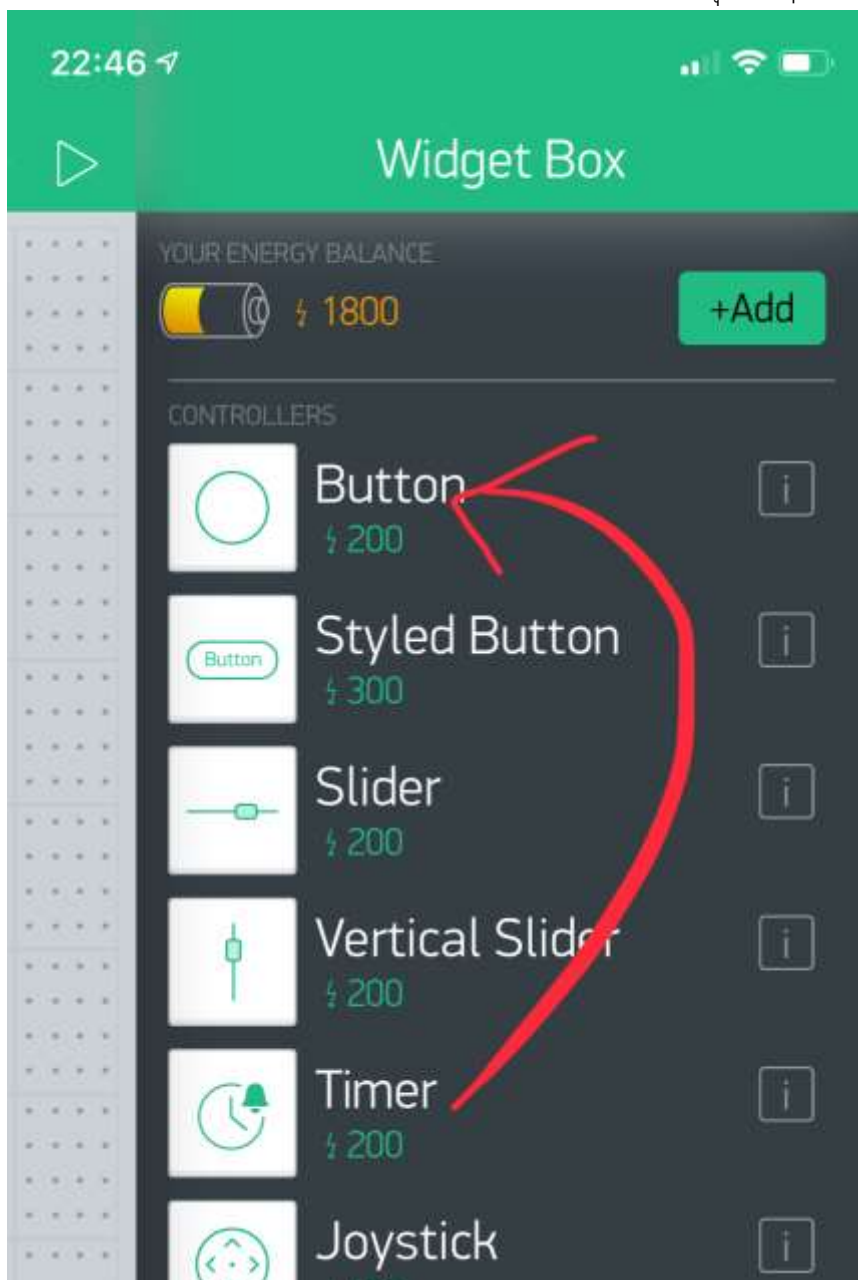 22:46
Widget Box
YOUR ENERGY BALANCE
1800
+Add
CONTROLLERS
Button
200
Button
Styled Button
300
Slider
200
Vertical Slider
200
Timer
200
Joystick